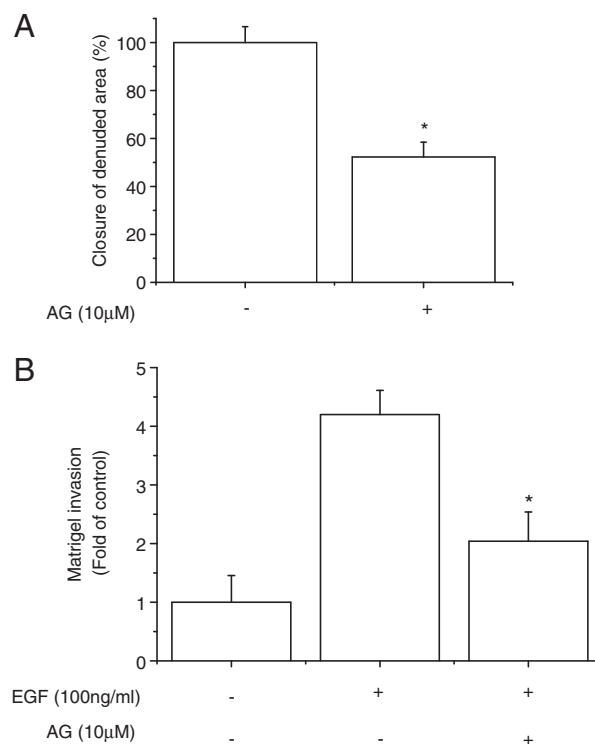 A
Closure of denuded area (%)
100
80
60
40
20
0
*
AG (10μM)
- +
B
Matrigel invasion
(Fold of control)
5
4
3
2
1
0
*
EGF (100ng/ml) - + +
AG (10μM) - - +